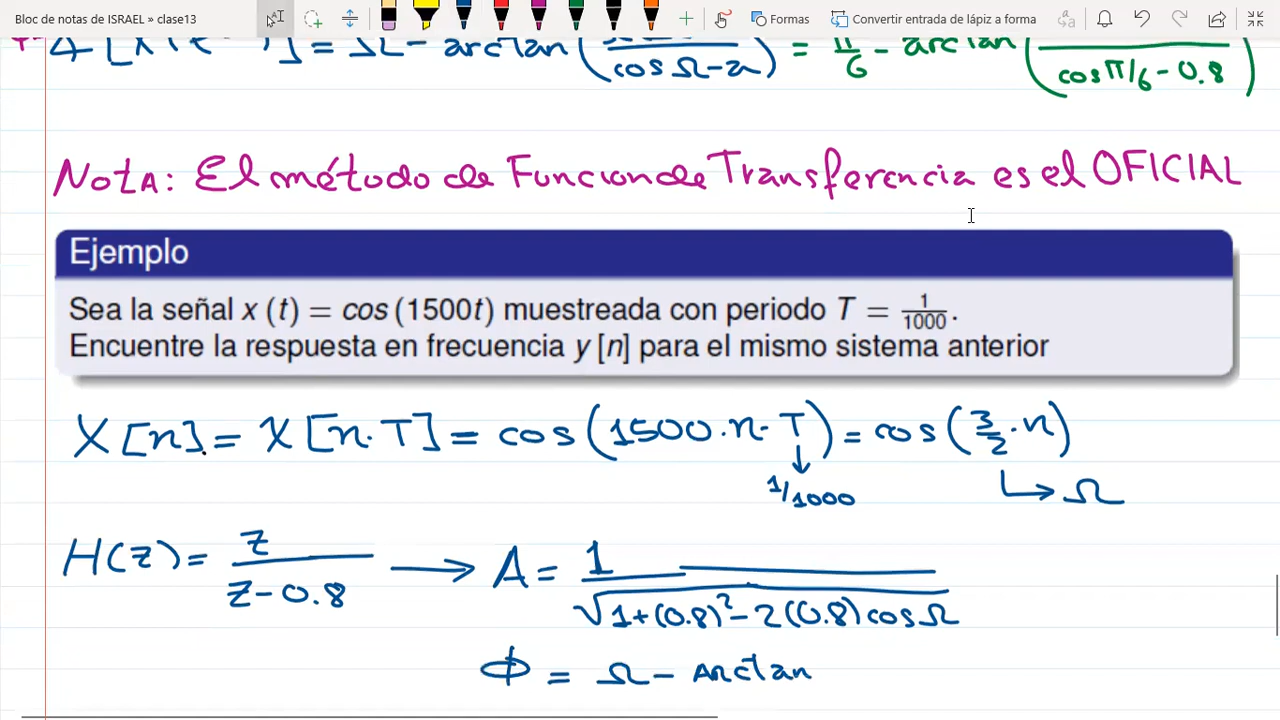 Bloc de notas de ISRAEL » clase13
Formas
Convertir entrada de lápiz a forma
∡[X(e )] = Ω - arctan( / cos Ω - a) = π/6 - arctan( / cos π/6 - 0.8)
Nota: El método de Funcion de Transferencia es el OFICIAL
Ejemplo
Sea la señal x (t) = cos (1500t) muestreada con periodo T = 1/1000.
Encuentre la respuesta en frecuencia y [n] para el mismo sistema anterior
X[n] = X[n·T] = cos(1500·n·T) = cos(3/2·n)
1/1000 Ω
H(z) = z/(z-0.8) → A = 1/√1+(0.8)²-2(0.8)cosΩ
Φ = Ω - Arctan